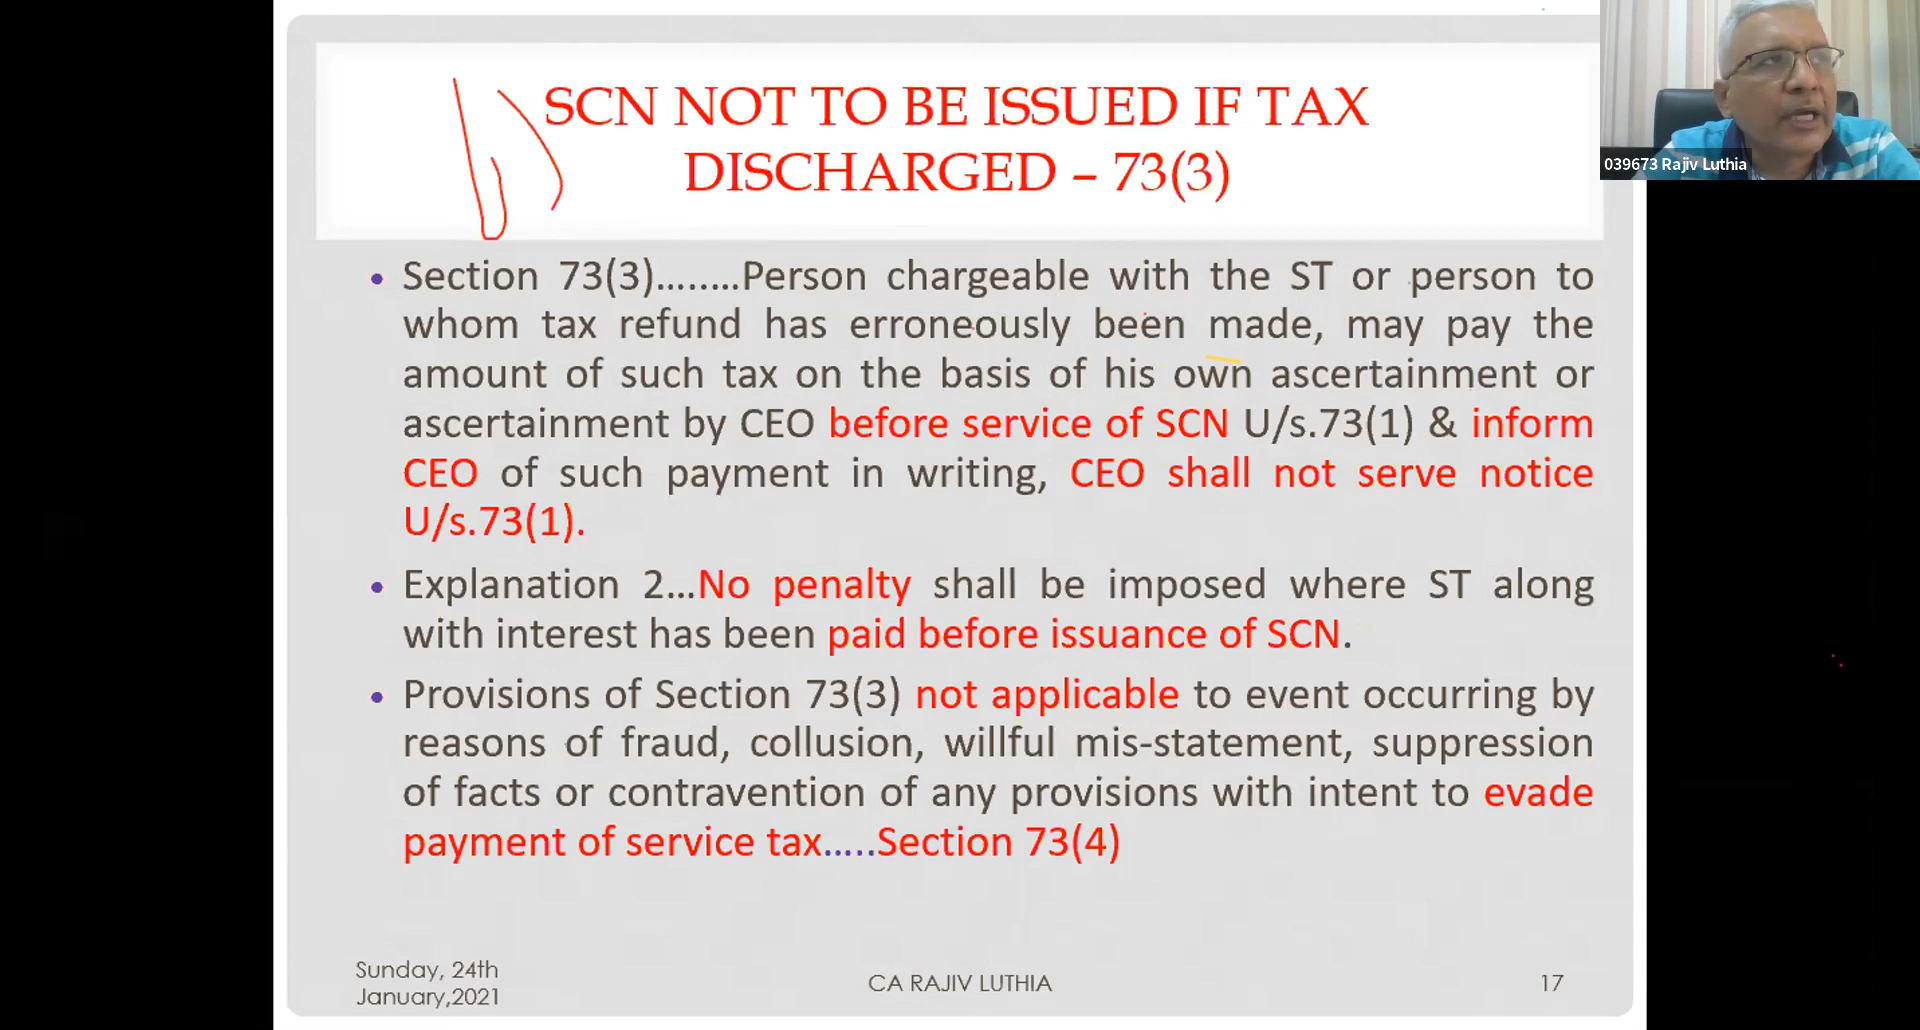 SCN NOT TO BE ISSUED IF TAX
DISCHARGED – 73(3)
039673 Rajiv Luthia
• Section 73(3)........Person chargeable with the ST or person to
whom tax refund has erroneously been made, may pay the
amount of such tax on the basis of his own ascertainment or
ascertainment by CEO before service of SCN U/s.73(1) & inform
CEO of such payment in writing, CEO shall not serve notice
U/s.73(1).
• Explanation 2...No penalty shall be imposed where ST along
with interest has been paid before issuance of SCN.
• Provisions of Section 73(3) not applicable to event occurring by
reasons of fraud, collusion, willful mis-statement, suppression
of facts or contravention of any provisions with intent to evade
payment of service tax.....Section 73(4)
Sunday, 24th
January,2021
CA RAJIV LUTHIA
17